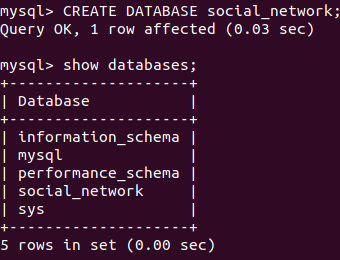 mysql> CREATE DATABASE social_network;
Query OK, 1 row affected (0.03 sec)
mysql> show databases;
+--------------------+
| Database           |
+--------------------+
| information_schema |
| mysql              |
| performance_schema |
| social_network     |
| sys                |
+--------------------+
5 rows in set (0.00 sec)